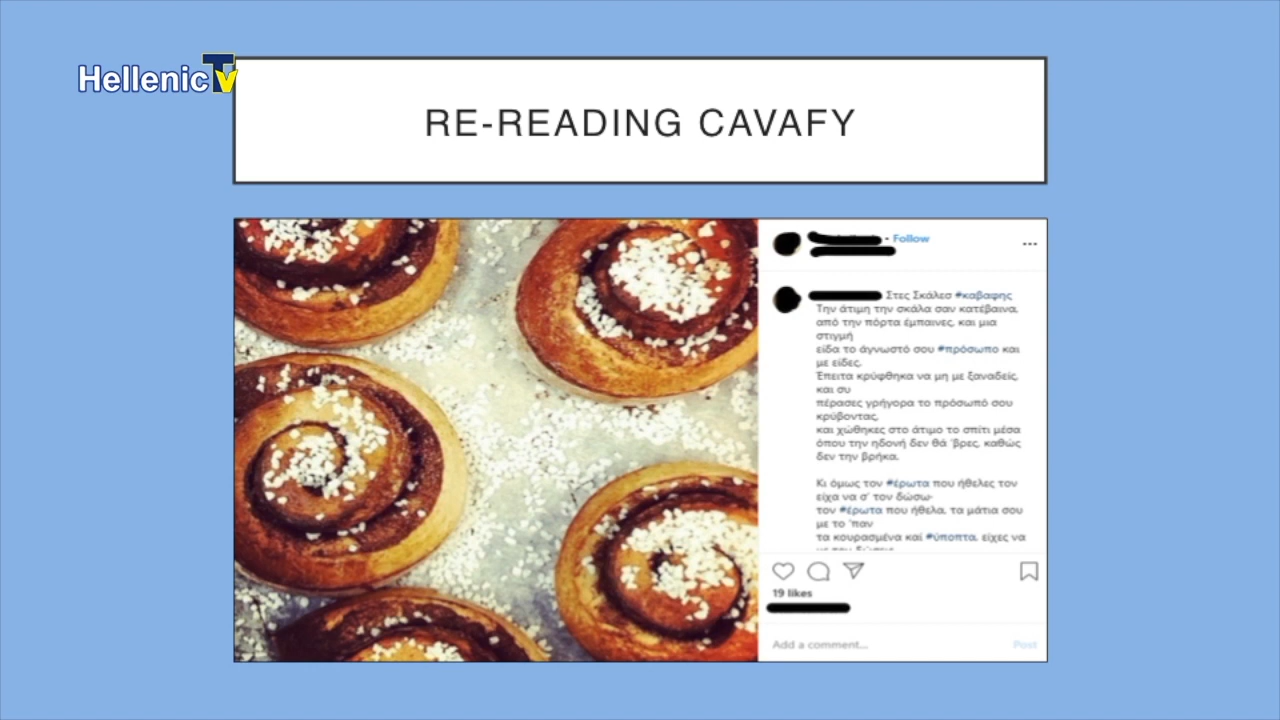 HellenicTv
RE-READING CAVAFY
• Follow
Στες Σκάλεσ #καβαφης
Την άτιμη την σκάλα σαν κατέβαινα,
από την πόρτα έμπαινες, και μια
στιγμή
είδα το άγνωστό σου #πρόσωπο και
με είδες.
Έπειτα κρύφθηκα να μη με ξαναδείς,
και συ
πέρασες γρήγορα το πρόσωπό σου
κρύβοντας,
και χώθηκες στο άτιμο το σπίτι μέσα
όπου την ηδονή δεν θά 'βρες, καθώς
δεν την βρήκα.
Κι όμως τον #έρωτα που ήθελες τον
είχα να σ' τον δώσω·
τον #έρωτα που ήθελα, τα μάτια σου
με το 'παν
τα κουρασμένα καί #ύποπτα, είχες να
19 likes
Add a comment...
Post